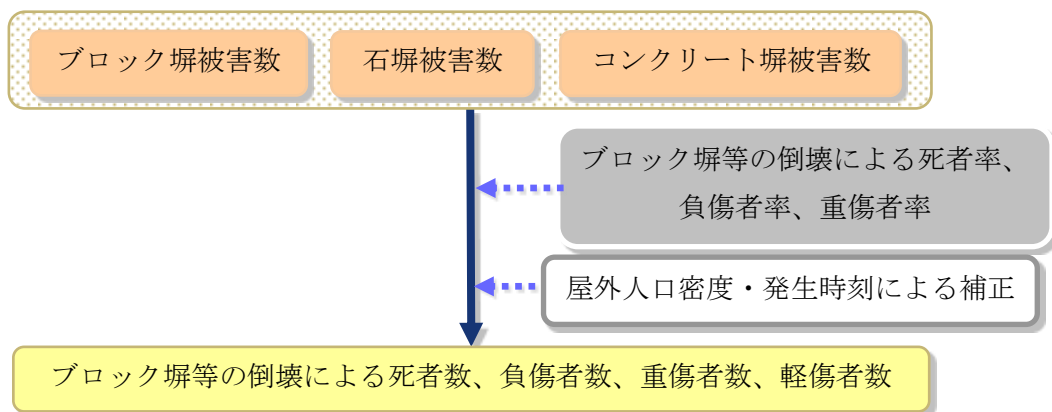 ブロック塀被害数
石塀被害数
コンクリート塀被害数
ブロック塀等の倒壊による死者率、
負傷者率、重傷者率
屋外人口密度・発生時刻による補正
ブロック塀等の倒壊による死者数、負傷者数、重傷者数、軽傷者数